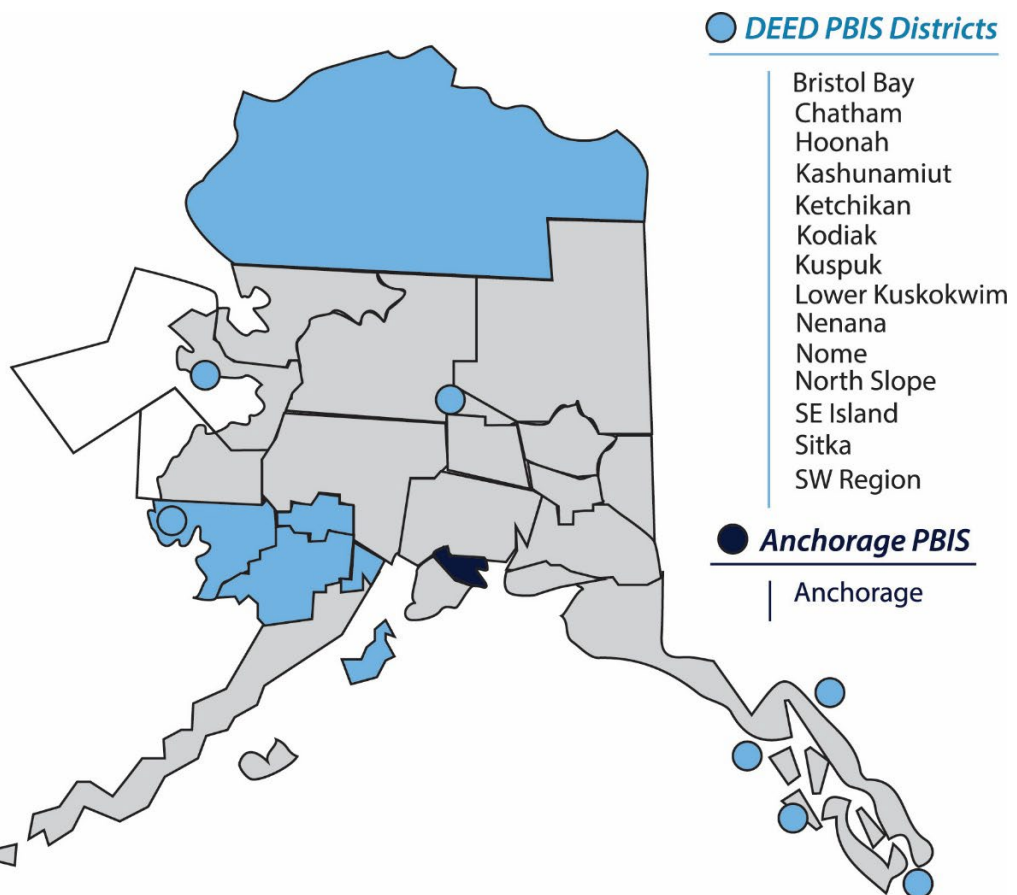 DEED PBIS Districts
Bristol Bay
Chatham
Hoonah
Kashunamiut
Ketchikan
Kodiak
Kuspuk
Lower Kuskokwim
Nenana
Nome
North Slope
SE Island
Sitka
SW Region
Anchorage PBIS
Anchorage